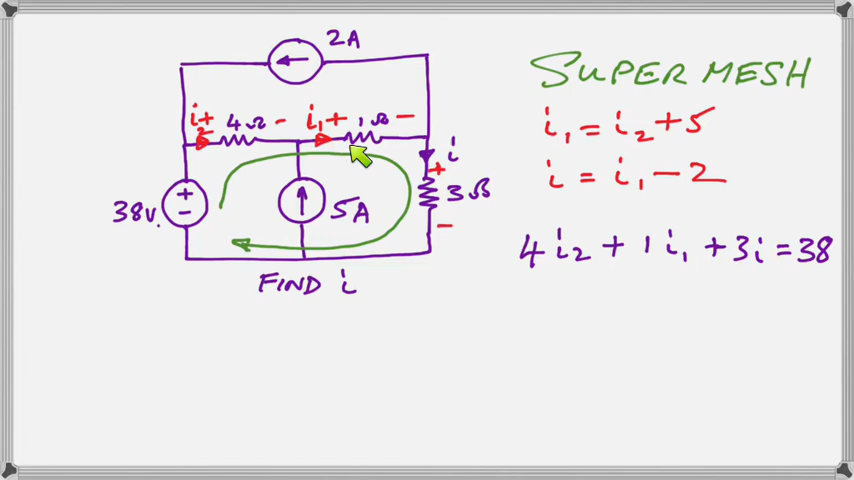 2A
SUPER MESH
i₂ + 4Ω - i₁ + 1Ω -
i₁ = i₂ + 5
i
i = i₁ - 2
+
38v. + - 5A 3Ω
-
4i₂ + 1i₁ + 3i = 38
FIND i